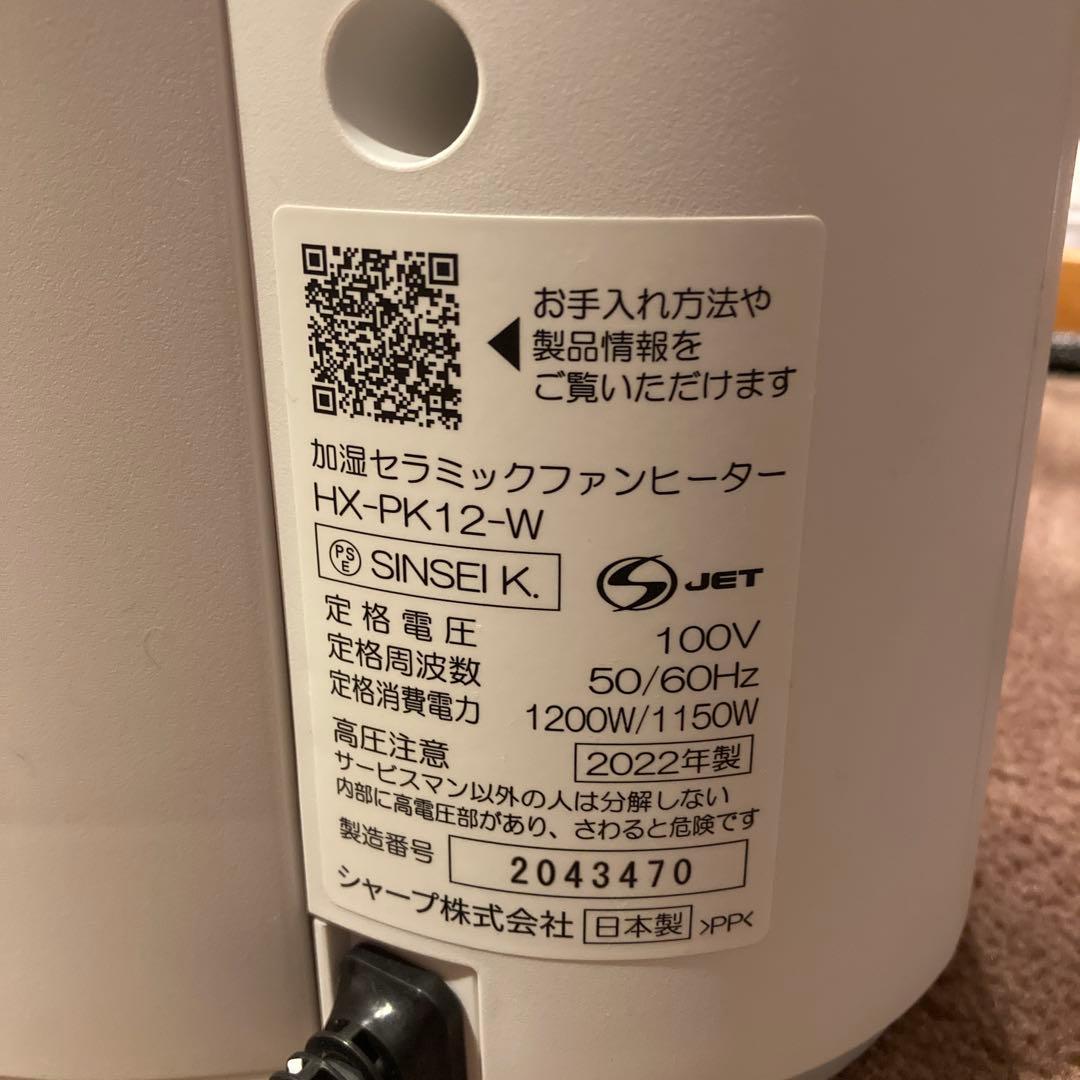 お手入れ方法や
製品情報を
ご覧いただけます
加湿セラミックファンヒーター
HX-PK12-W
PSE SINSEI K.
S JET
定格電圧 100V
定格周波数 50/60Hz
定格消費電力 1200W/1150W
高圧注意 2022年製
サービスマン以外の人は分解しない
内部に高電圧部があり、さわると危険です
製造番号 2043470
シャープ株式会社 日本製 >PP<